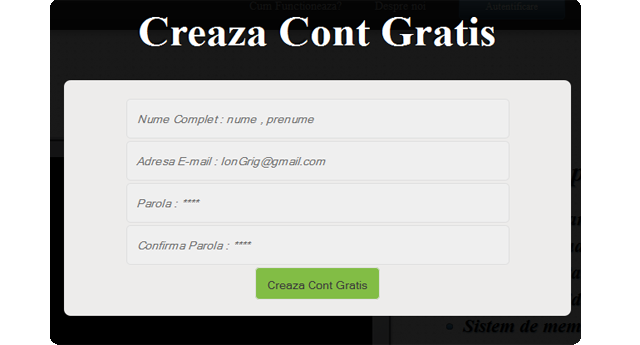 Cum Functioneaza?
Despre noi
Autentificare
Creaza Cont Gratis
Nume Complet : nume , prenume
Adresa E-mail : IonGrig@gmail.com
Parola : ****
Confirma Parola : ****
Creaza Cont Gratis
Sistem de mem